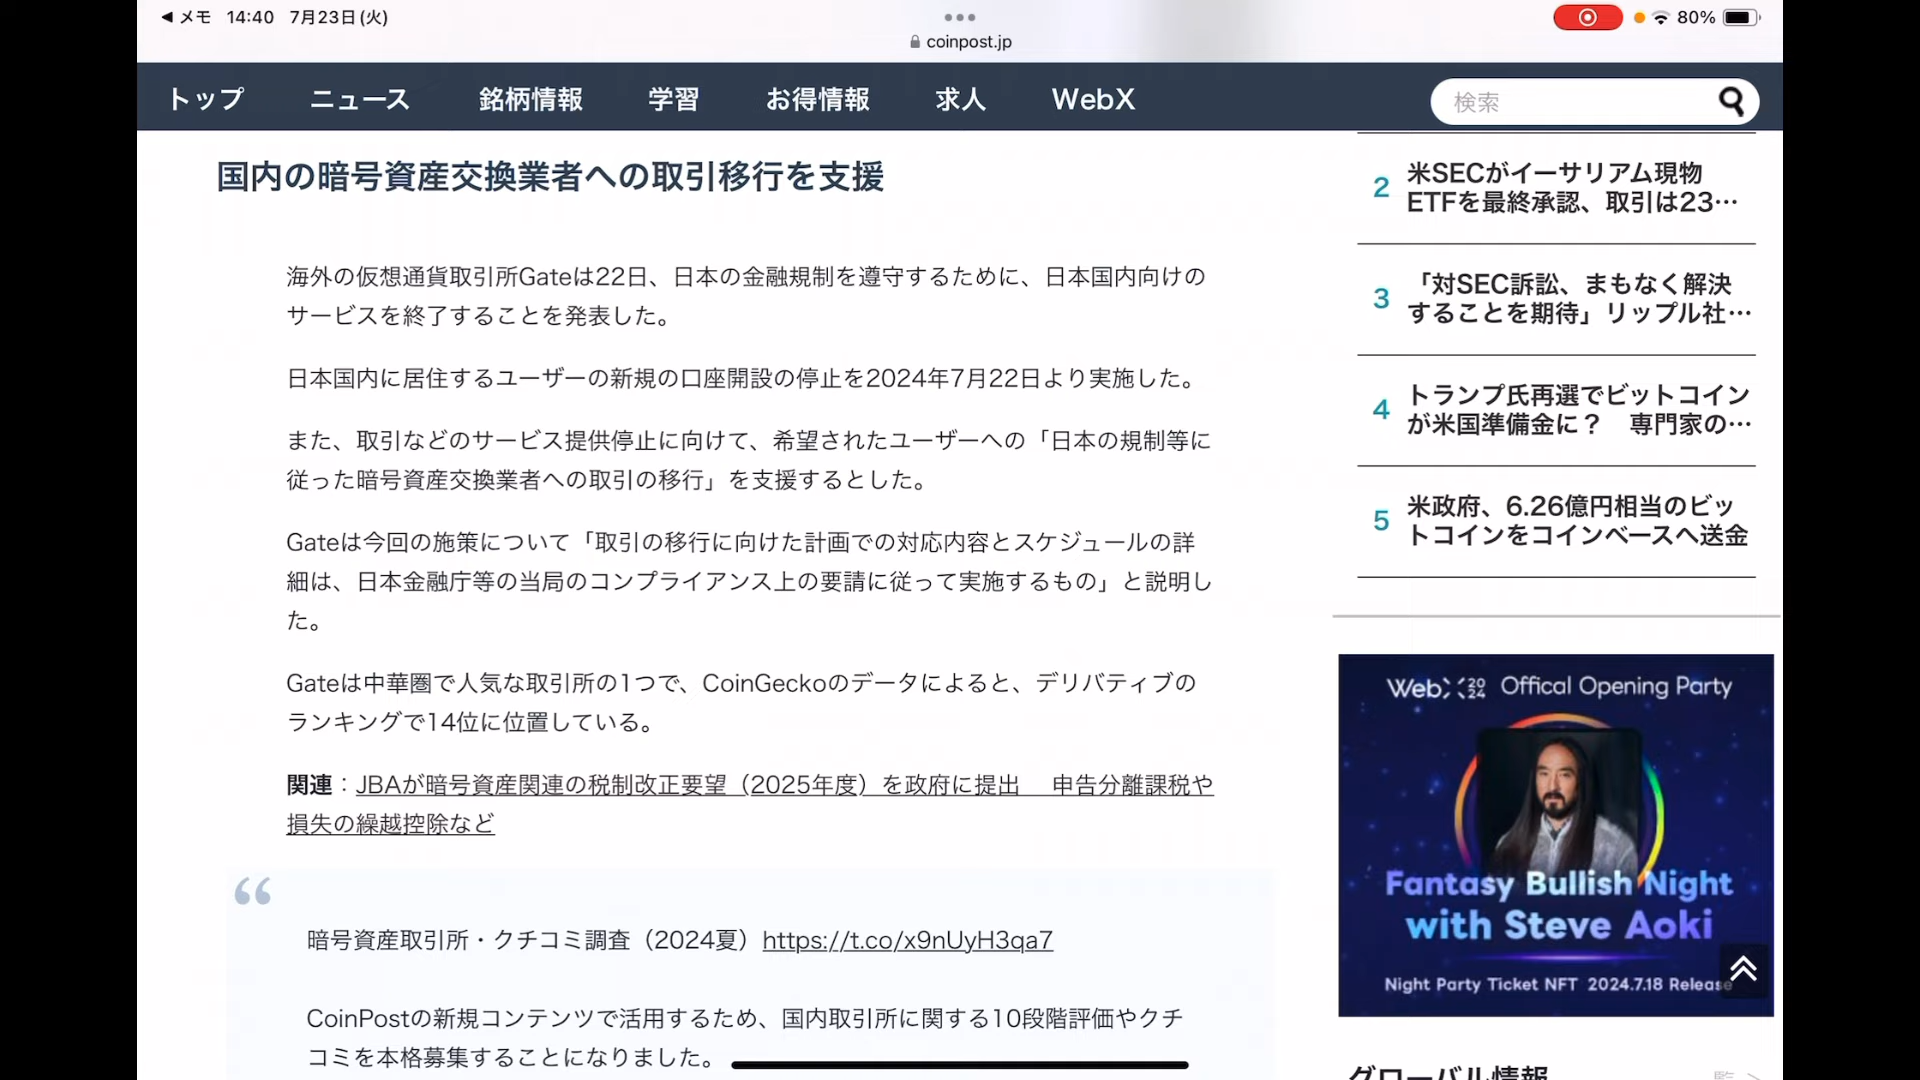 ◀ メモ 14:40 7月23日(火)
80%
coinpost.jp
トップ ニュース 銘柄情報 学習 お得情報 求人 WebX
検索
国内の暗号資産交換業者への取引移行を支援
海外の仮想通貨取引所Gateは22日、日本の金融規制を遵守するために、日本国内向けの
サービスを終了することを発表した。
日本国内に居住するユーザーの新規の口座開設の停止を2024年7月22日より実施した。
また、取引などのサービス提供停止に向けて、希望されたユーザーへの「日本の規制等に
従った暗号資産交換業者への取引の移行」を支援するとした。
Gateは今回の施策について「取引の移行に向けた計画での対応内容とスケジュールの詳
細は、日本金融庁等の当局のコンプライアンス上の要請に従って実施するもの」と説明し
た。
Gateは中華圏で人気な取引所の1つで、CoinGeckoのデータによると、デリバティブの
ランキングで14位に位置している。
関連：JBAが暗号資産関連の税制改正要望（2025年度）を政府に提出　申告分離課税や
損失の繰越控除など
“
暗号資産取引所・クチコミ調査（2024夏）https://t.co/x9nUyH3qa7
CoinPostの新規コンテンツで活用するため、国内取引所に関する10段階評価やクチ
コミを本格募集することになりました。
2 米SECがイーサリアム現物
ETFを最終承認、取引は23…
3 「対SEC訴訟、まもなく解決
することを期待」リップル社…
4 トランプ氏再選でビットコイン
が米国準備金に？　専門家の…
5 米政府、6.26億円相当のビッ
トコインをコインベースへ送金
WebX 2024 Offical Opening Party
Fantasy Bullish Night
with Steve Aoki
Night Party Ticket NFT 2024.7.18 Release
グローバル情報